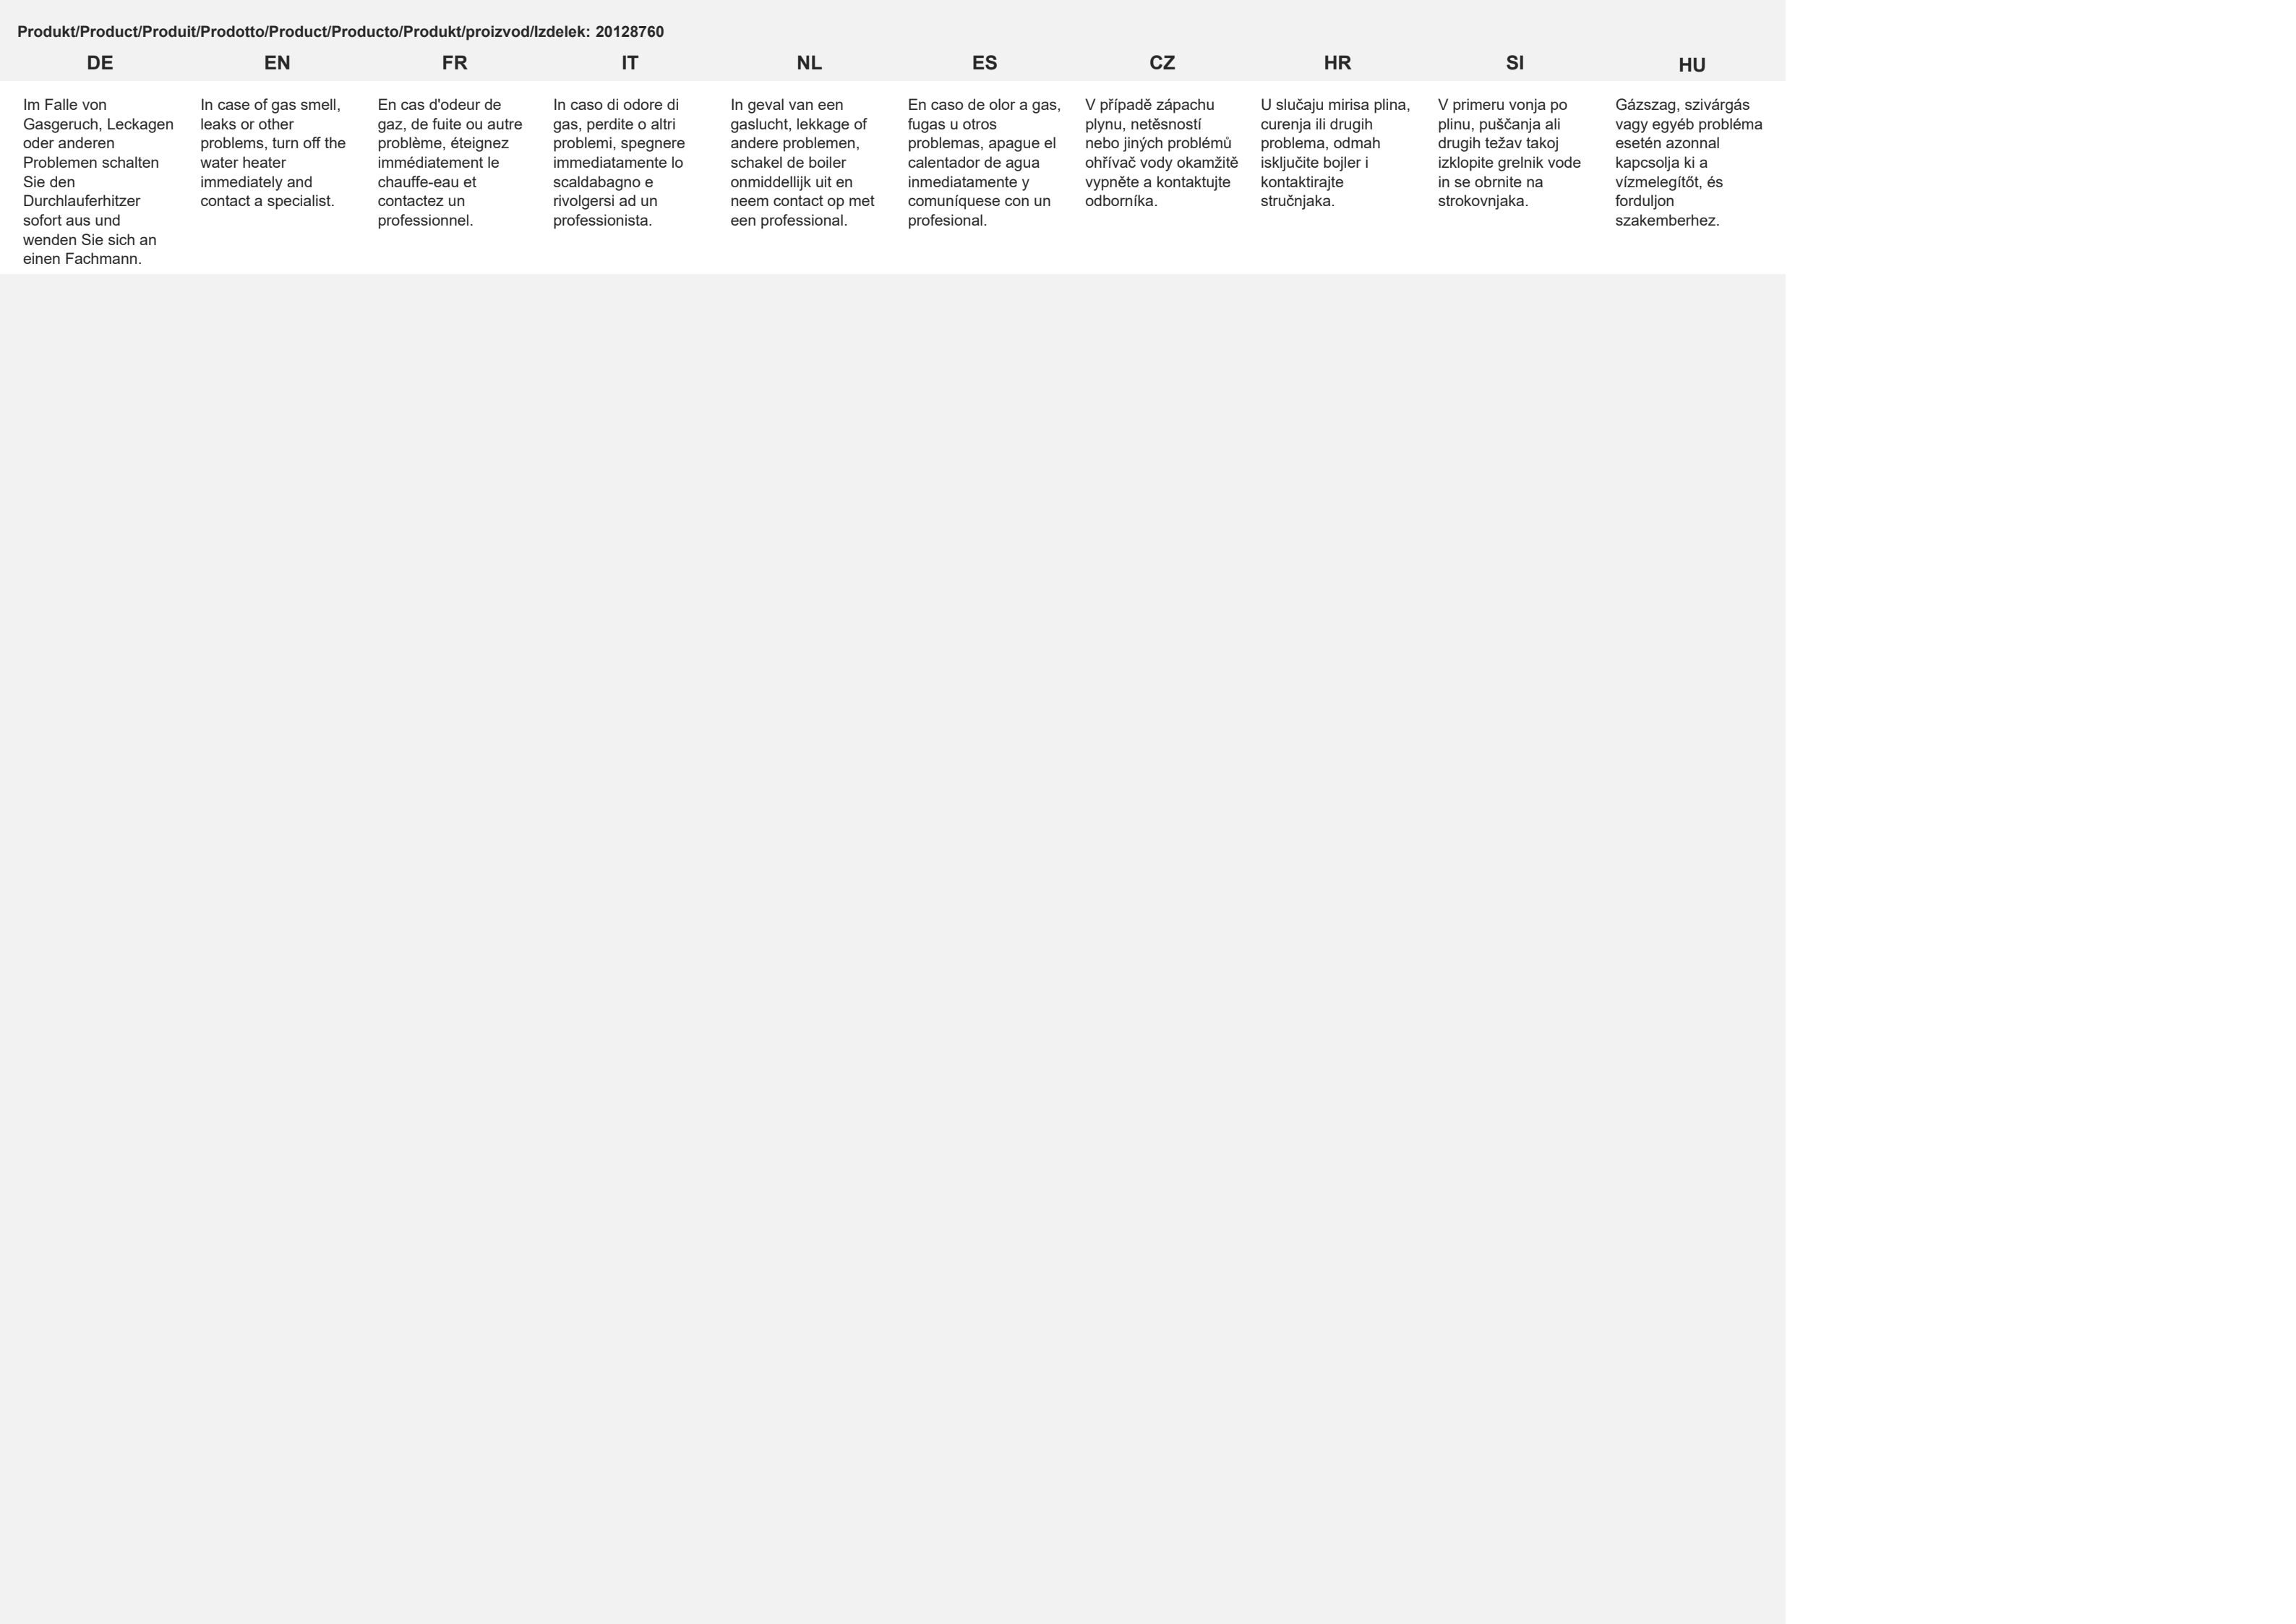 Produkt/Product/Produit/Prodotto/Product/Producto/Produkt/proizvod/Izdelek: 20128760
DE
EN
FR
IT
NL
ES
CZ
HR
SI
HU
Im Falle von
Gasgeruch, Leckagen
oder anderen
Problemen schalten
Sie den
Durchlauferhitzer
sofort aus und
wenden Sie sich an
einen Fachmann.
In case of gas smell,
leaks or other
problems, turn off the
water heater
immediately and
contact a specialist.
En cas d'odeur de
gaz, de fuite ou autre
problème, éteignez
immédiatement le
chauffe-eau et
contactez un
professionnel.
In caso di odore di
gas, perdite o altri
problemi, spegnere
immediatamente lo
scaldabagno e
rivolgersi ad un
professionista.
In geval van een
gaslucht, lekkage of
andere problemen,
schakel de boiler
onmiddellijk uit en
neem contact op met
een professional.
En caso de olor a gas,
fugas u otros
problemas, apague el
calentador de agua
inmediatamente y
comuníquese con un
profesional.
V případě zápachu
plynu, netěsností
nebo jiných problémů
ohřívač vody okamžitě
vypněte a kontaktujte
odborníka.
U slučaju mirisa plina,
curenja ili drugih
problema, odmah
isključite bojler i
kontaktirajte
stručnjaka.
V primeru vonja po
plinu, puščanja ali
drugih težav takoj
izklopite grelnik vode
in se obrnite na
strokovnjaka.
Gázszag, szivárgás
vagy egyéb probléma
esetén azonnal
kapcsolja ki a
vízmelegítőt, és
forduljon
szakemberhez.